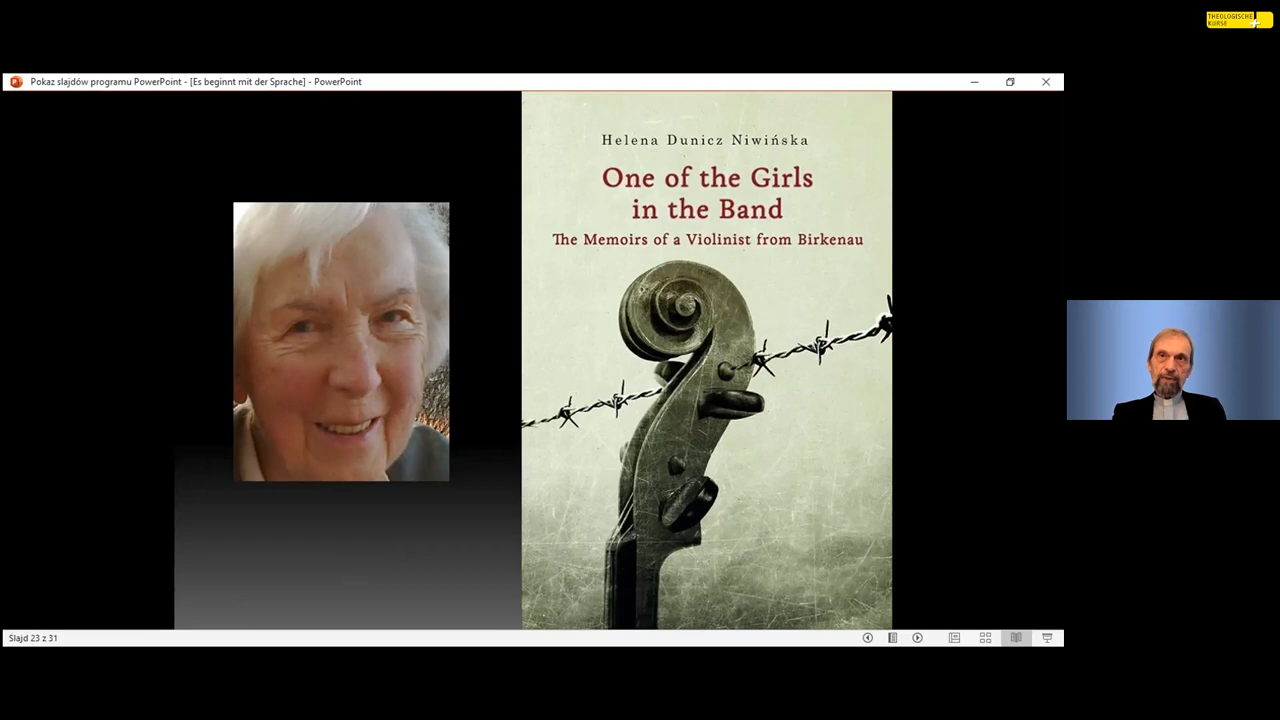 THEOLOGISCHE
KURSE
Pokaz slajdów programu PowerPoint - [Es beginnt mit der Sprache] - PowerPoint
Helena Dunicz Niwińska
One of the Girls
in the Band
The Memoirs of a Violinist from Birkenau
Slajd 23 z 31